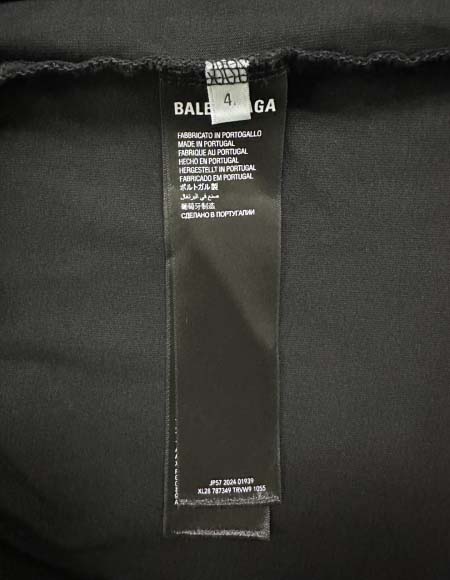 4.
BALE AGA
FABBRICATO IN PORTOGALLO
MADE IN PORTUGAL
FABRIQUE AU PORTUGAL
HECHO EN PORTUGAL
HERGESTELLT IN PORTUGAL
FABRICADO EM PORTUGAL
ポルトガル製
صنع في البرتغال
葡萄牙制造
СДЕЛАНО В ПОРТУГАЛИИ
JP57 2024 01939
XL28 787349 TRVW9 1055